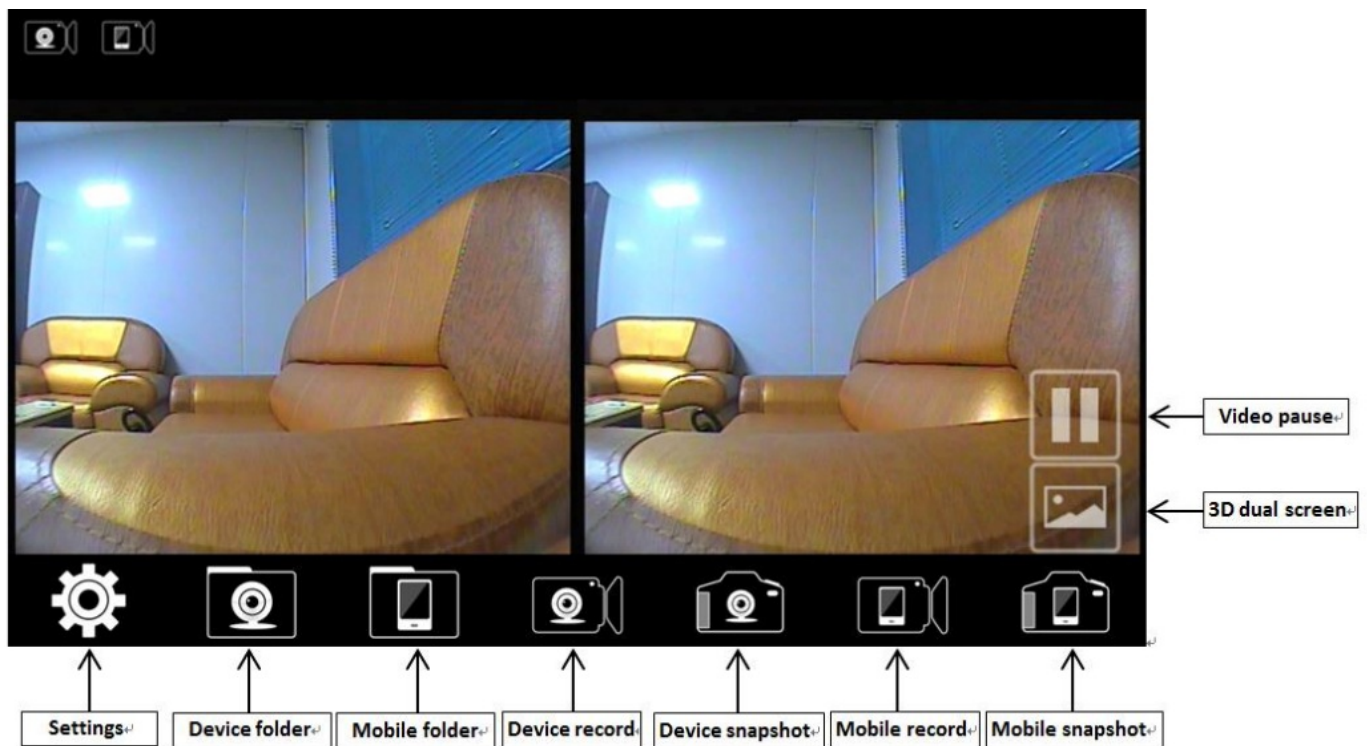 Video pause
3D dual screen
Settings
Device folder
Mobile folder
Device record
Device snapshot
Mobile record
Mobile snapshot